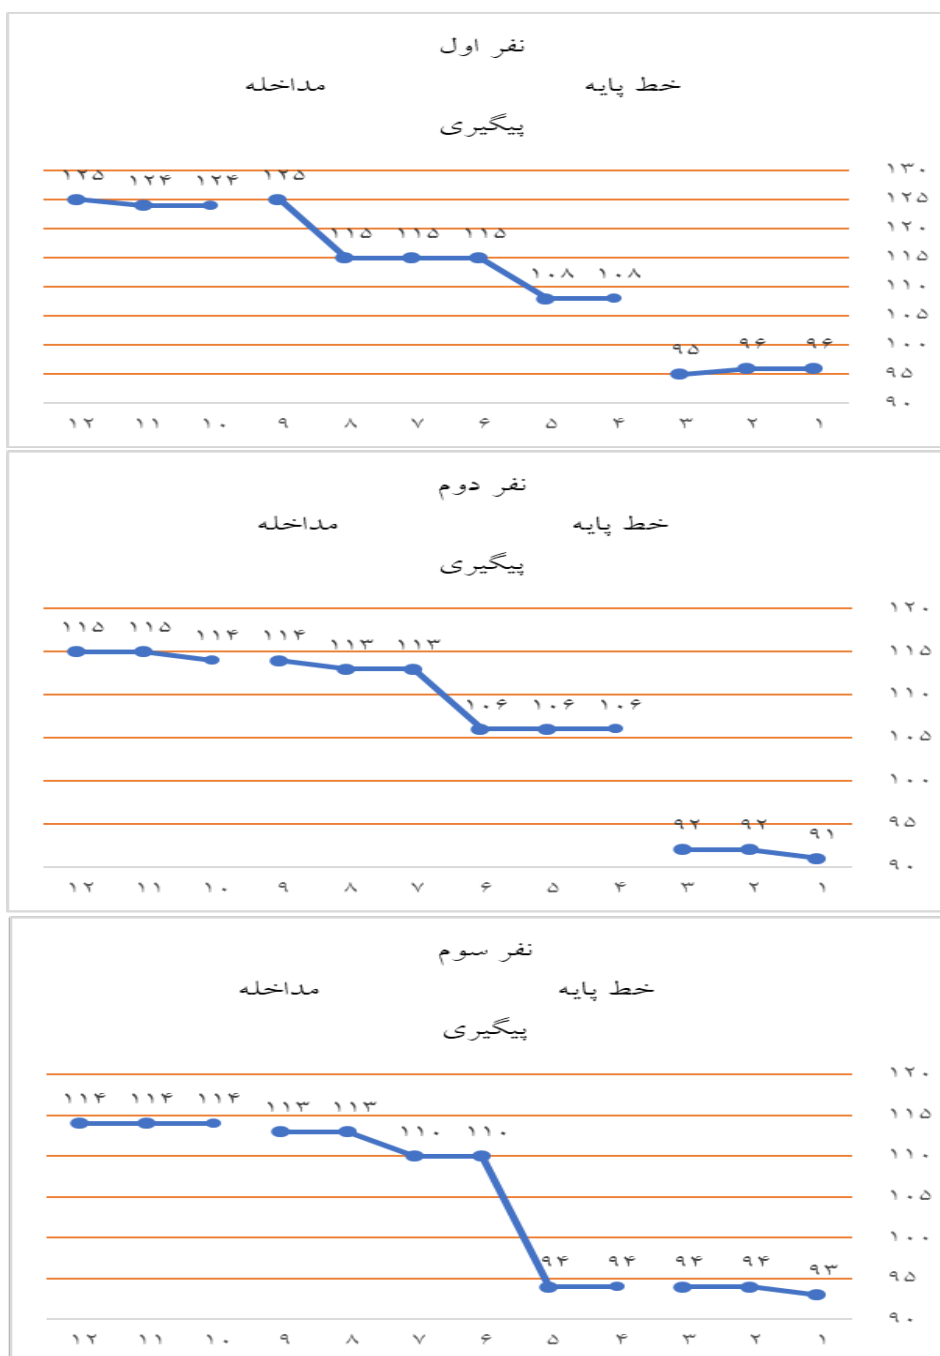 نفر اول
خط پایه مداخله
پیگیری
۱۳۰
۱۲۵
۱۲۰
۱۱۵
۱۱۰
۱۰۵
۱۰۰
۹۵
۹۰
۹۶ ۹۶ ۹۵ ۱۰۸ ۱۰۸ ۱۱۵ ۱۱۵ ۱۱۵ ۱۲۵ ۱۲۴ ۱۲۴ ۱۲۵
۱ ۲ ۳ ۴ ۵ ۶ ۷ ۸ ۹ ۱۰ ۱۱ ۱۲
نفر دوم
خط پایه مداخله
پیگیری
۱۲۰
۱۱۵
۱۱۰
۱۰۵
۱۰۰
۹۵
۹۰
۹۱ ۹۲ ۹۲ ۱۰۶ ۱۰۶ ۱۰۶ ۱۱۳ ۱۱۳ ۱۱۴ ۱۱۴ ۱۱۵ ۱۱۵
۱ ۲ ۳ ۴ ۵ ۶ ۷ ۸ ۹ ۱۰ ۱۱ ۱۲
نفر سوم
خط پایه مداخله
پیگیری
۱۲۰
۱۱۵
۱۱۰
۱۰۵
۱۰۰
۹۵
۹۰
۹۳ ۹۴ ۹۴ ۹۴ ۹۴ ۱۱۰ ۱۱۰ ۱۱۳ ۱۱۳ ۱۱۴ ۱۱۴ ۱۱۴
۱ ۲ ۳ ۴ ۵ ۶ ۷ ۸ ۹ ۱۰ ۱۱ ۱۲